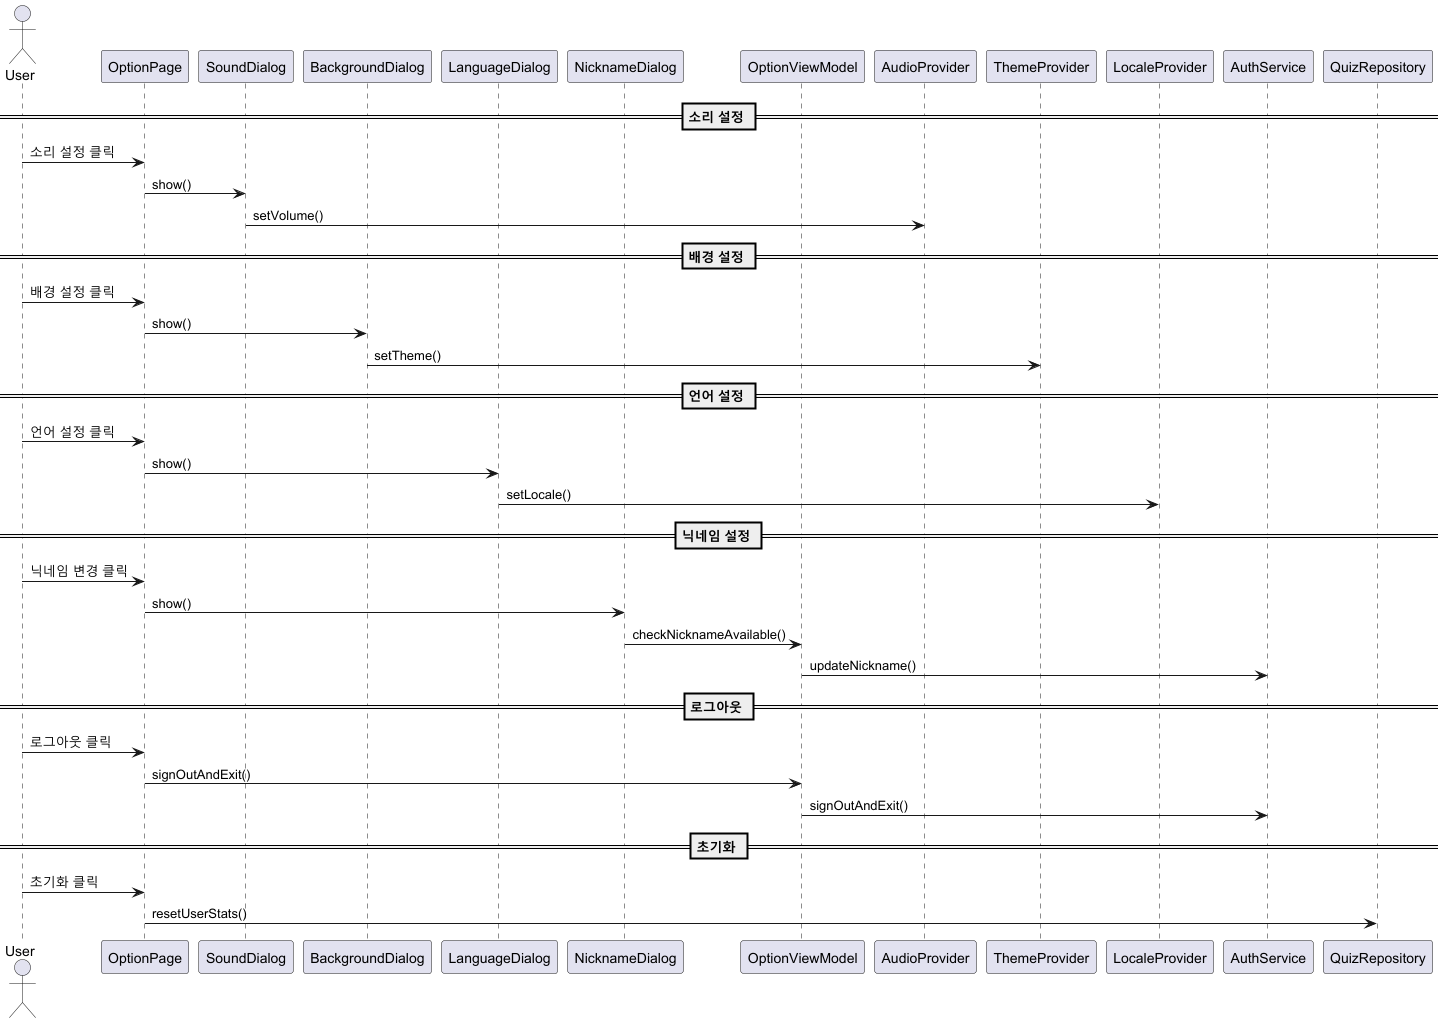 User
OptionPage
SoundDialog
BackgroundDialog
LanguageDialog
NicknameDialog
OptionViewModel
AudioProvider
ThemeProvider
LocaleProvider
AuthService
QuizRepository
소리 설정
소리 설정 클릭
show()
setVolume()
배경 설정
배경 설정 클릭
show()
setTheme()
언어 설정
언어 설정 클릭
show()
setLocale()
닉네임 설정
닉네임 변경 클릭
show()
checkNicknameAvailable()
updateNickname()
로그아웃
로그아웃 클릭
signOutAndExit()
signOutAndExit()
초기화
초기화 클릭
resetUserStats()
User
OptionPage
SoundDialog
BackgroundDialog
LanguageDialog
NicknameDialog
OptionViewModel
AudioProvider
ThemeProvider
LocaleProvider
AuthService
QuizRepository